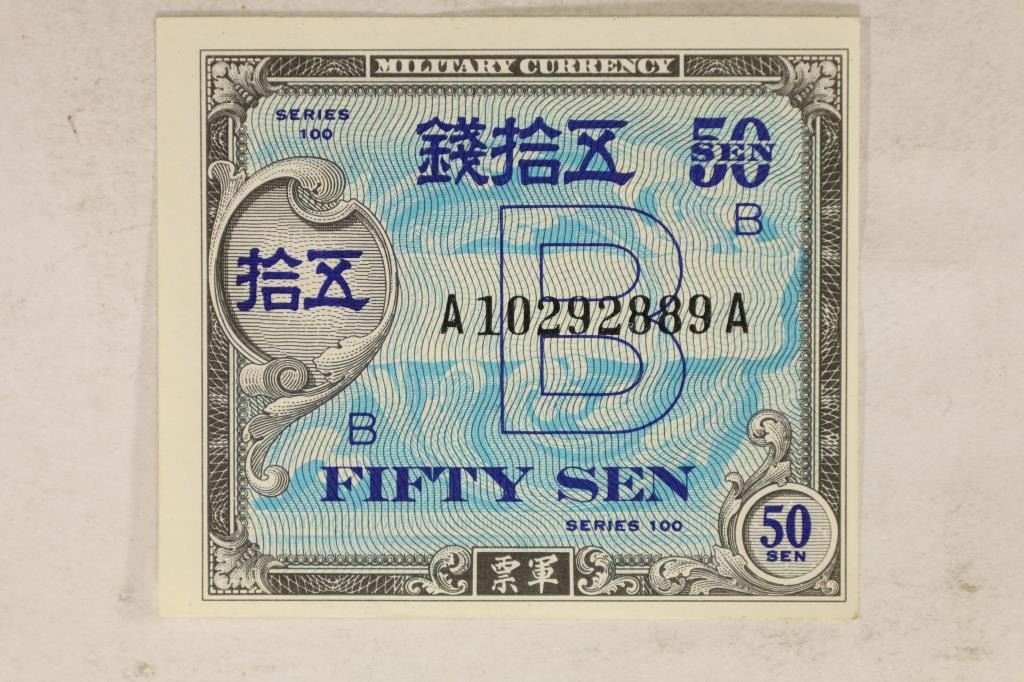 MILITARY CURRENCY
SERIES
100
錢拾五
50
SEN
B
拾五
B
A10292889A
B
FIFTY SEN
SERIES 100
50
SEN
票軍